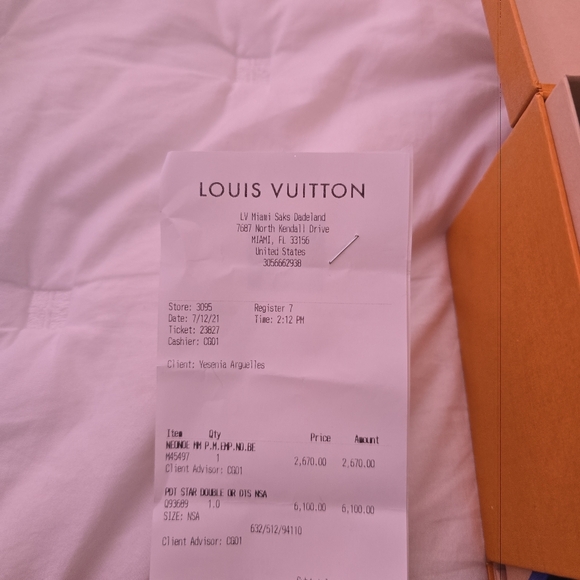 LOUIS VUITTON
LV Miami Saks Dadeland
7687 North Kendall Drive
MIAMI, FL 33156
United States
3056662938
Store: 3095 Register 7
Date: 7/12/21 Time: 2:12 PM
Ticket: 23827
Cashier: CG01
Client: Yesenia Arguelles
Item Qty Price Amount
NEONOE MM P.M.EMP.NO.BE
M45497 1 2,670.00 2,670.00
Client Advisor: CG01
PDT STAR DOUBLE OR D1S NSA
Q93689 1.0 6,100.00 6,100.00
SIZE: NSA
632/512/94110
Client Advisor: CG01